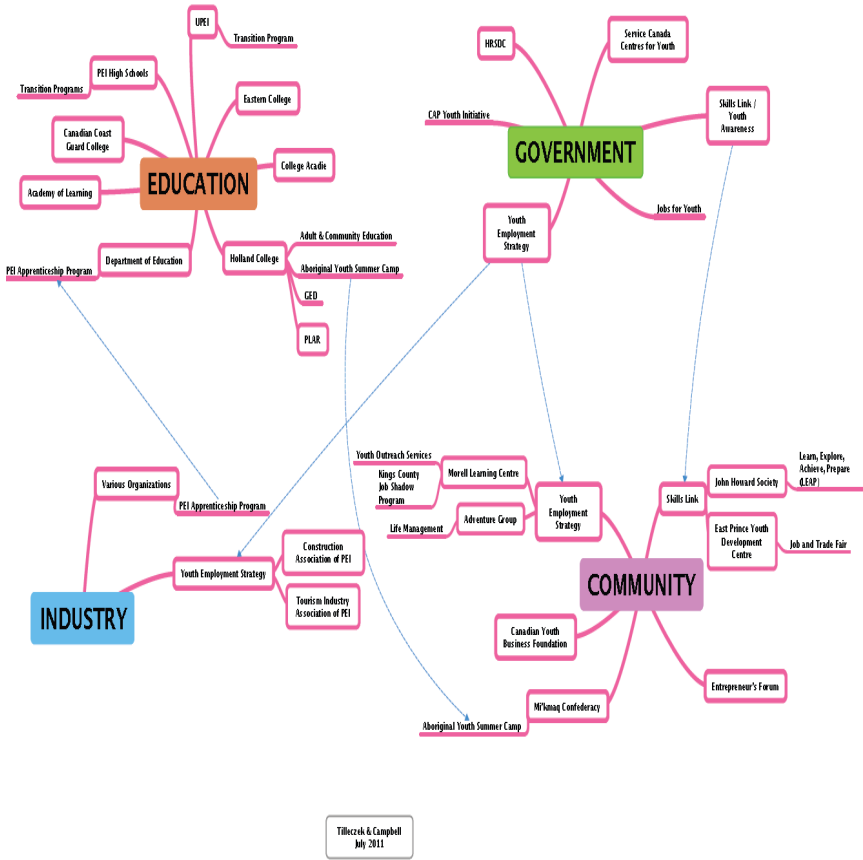 UPEI
Transition Program
PEI High Schools
Transition Programs
Eastern College
Canadian Coast
Guard College
College Acadie
EDUCATION
Academy of Learning
Adult & Community Education
Department of Education
Holland College
PEI Apprenticeship Program
Aboriginal Youth Summer Camp
GED
PLAR
HRSDC
Service Canada
Centres for Youth
CAP Youth Initiative
Skills Link /
Youth
Awareness
GOVERNMENT
Jobs for Youth
Youth
Employment
Strategy
Various Organizations
PEI Apprenticeship Program
Construction
Association of PEI
Youth Employment Strategy
Tourism Industry
Association of PEI
INDUSTRY
Youth Outreach Services
Morell Learning Centre
Kings County
Job Shadow
Program
Adventure Group
Life Management
Youth
Employment
Strategy
Skills Link
John Howard Society
Learn, Explore,
Achieve, Prepare
(LEAP)
East Prince Youth
Development
Centre
Job and Trade Fair
COMMUNITY
Canadian Youth
Business Foundation
Entrepreneur's Forum
Mi'kmaq Confederacy
Aboriginal Youth Summer Camp
Tilleczek & Campbell
July 2011